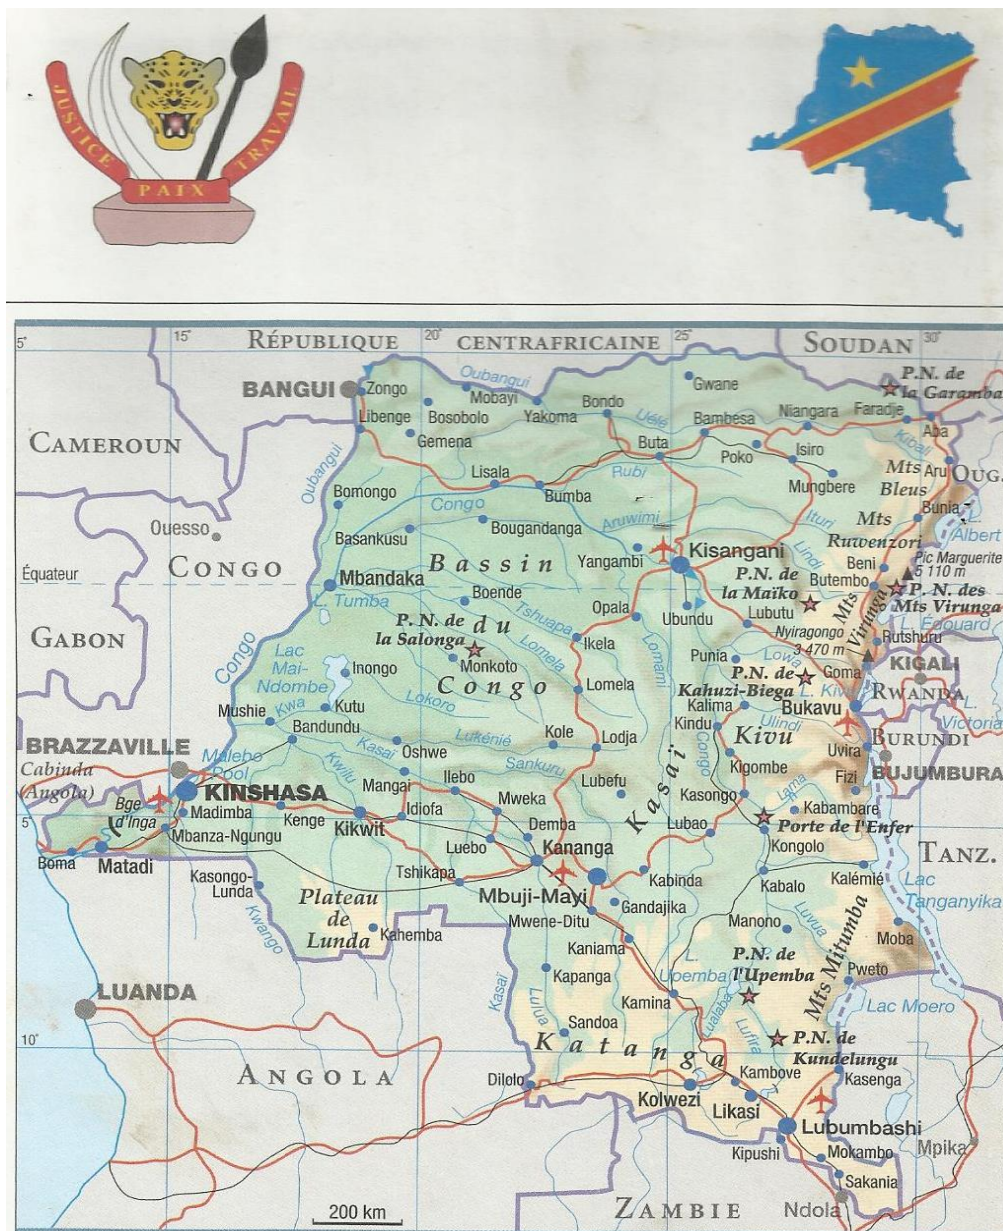 JUSTICE
PAIX
TRAVAIL
5°
15°
RÉPUBLIQUE
20°
CENTRAFRICAINE
25°
SOUDAN
30°
BANGUI
Zongo
Oubangui
Mobayi
Gwane
P.N. de
la Garamba
Libenge
Bosobolo
Yakoma
Bondo
Uélé
Bambesa
Niangara
Faradje
Aba
Gemena
Buta
Kibali
CAMEROUN
Oubangui
Lisala
Bumba
Rubi
Poko
Isiro
Mungbere
Mts
Bleus
Aru
OUG.
Bomongo
Congo
Bougandanga
Aruwimi
Ituri
Mts
Ruwenzori
Bunia
L.
Albert
Ouesso
Basankusu
Yangambi
Kisangani
Lindi
Beni
Pic Marguerite
5 110 m
CONGO
Bassin
du
Congo
Équateur
Mbandaka
Boende
P.N. de
la Maïko
Butembo
P. N. des
Mts Virunga
L. Tumba
Tshuapa
Opala
Ubundu
Lubutu
Mts
Virunga
L. Édouard
GABON
P. N. de
la Salonga
Ikela
Lomami
Nyiragongo
3 470 m
Rutshuru
Congo
Lac
Mai-
Ndombe
Inongo
Monkoto
Lomela
Punia
Lowa
Goma
KIGALI
P.N. de
Kahuzi-Biega
L. Kivu
RWANDA
Kutu
Lokoro
Lomela
Kalima
Bukavu
L.
Victoria
Mushie
Kwa
Bandundu
Kindu
Ulindi
Kivu
BURUNDI
BRAZZAVILLE
Malebo
Pool
Kasaï
Oshwe
Lukénié
Kole
Lodja
Congo
Uvira
BUJUMBURA
Cabinda
(Angola)
Kwilu
Sankuru
Kasaï
Kigombe
Fizi
KINSHASA
Mangai
Ilebo
Lubefu
Kasongo
Lama
Kabambare
Bge
d'Inga
Madimba
Kenge
Kikwit
Idiofa
Mweka
Demba
Lubao
Porte de l'Enfer
5°
Mbanza-Ngungu
Luebo
Kongolo
TANZ.
Boma
Matadi
Kasongo-
Lunda
Tshikapa
Kananga
Kabinda
Kabalo
Kalémié
Lac
Tanganyika
Mbuji-Mayi
Kwango
Plateau
de
Lunda
Mwene-Ditu
Gandajika
Manono
Luvua
Kahemba
Kaniama
Moba
Kasaï
Kapanga
L.
Upemba
P.N. de
l'Upemba
Mts Mitumba
Pweto
LUANDA
Lulua
Kamina
Lualaba
Lufira
Lac Moero
Sandoa
P.N. de
Kundelungu
10°
Katanga
ANGOLA
Dilolo
Kambove
Kasenga
Kolwezi
Likasi
Lubumbashi
Kipushi
Mokambo
Mpika
Sakania
ZAMBIE
Ndola
200 km